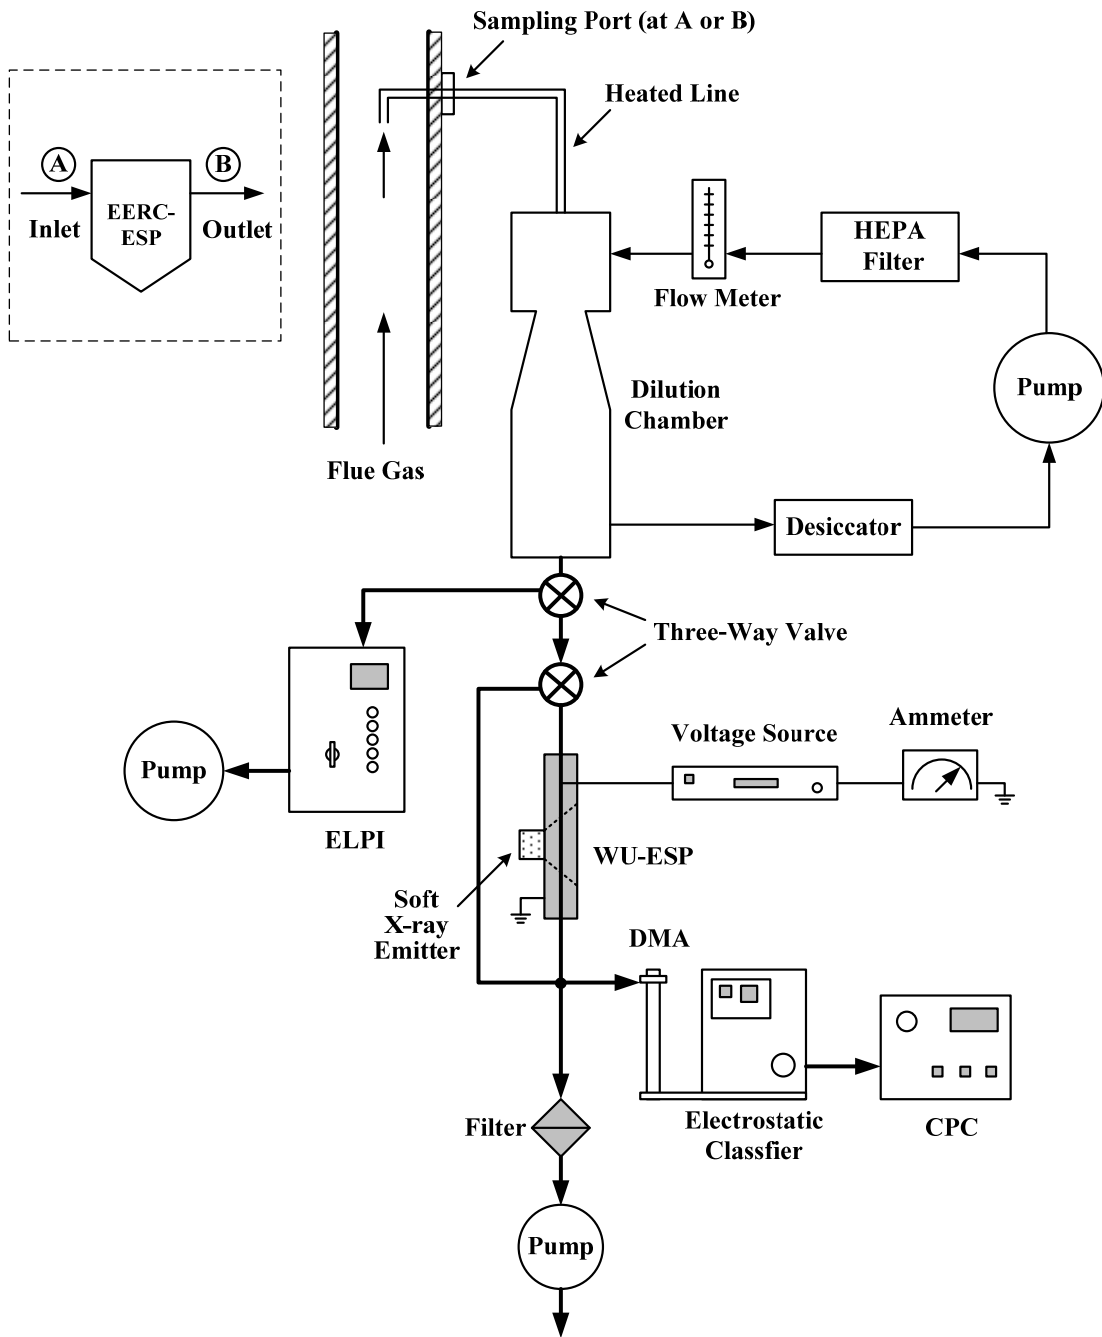 Sampling Port (at A or B)
Heated Line
A
B
EERC-
ESP
Inlet
Outlet
HEPA
Filter
Flow Meter
Pump
Dilution
Chamber
Flue Gas
Desiccator
Three-Way Valve
Ammeter
Voltage Source
Pump
ELPI
WU-ESP
Soft
X-ray
Emitter
DMA
Filter
Electrostatic
Classfier
CPC
Pump